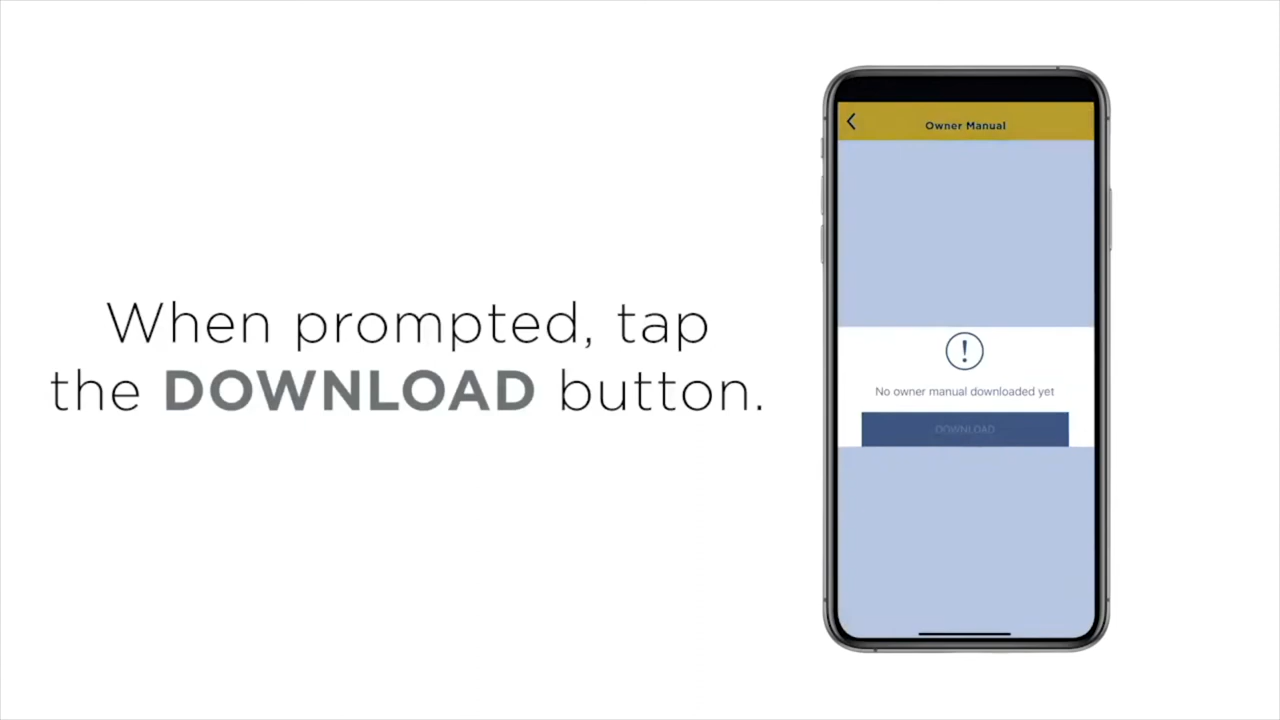 When prompted, tap
the DOWNLOAD button.
Owner Manual
No owner manual downloaded yet
DOWNLOAD